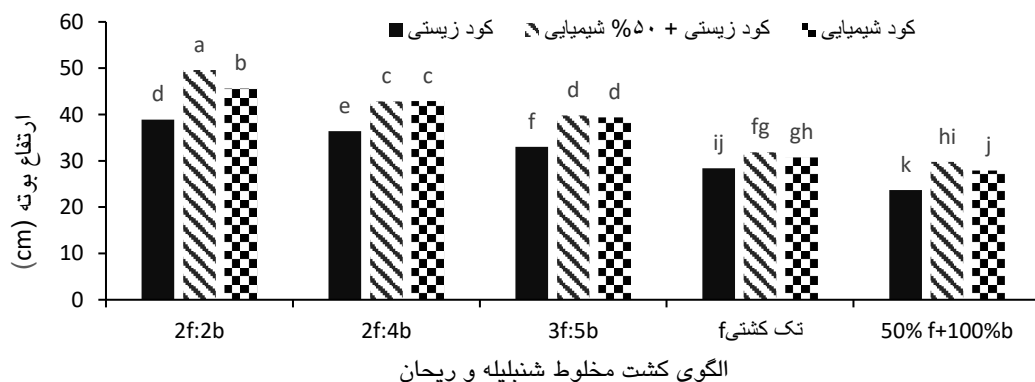 کود زیستی
کود زیستی + ۵۰% شیمیایی
کود شیمیایی
ارتفاع بوته (cm)
60
50
40
30
20
10
0
d a b
e c c
f d d
ij fg gh
k hi j
2f:2b
2f:4b
3f:5b
تک کشتیf
50% f+100%b
الگوی کشت مخلوط شنبلیله و ریحان